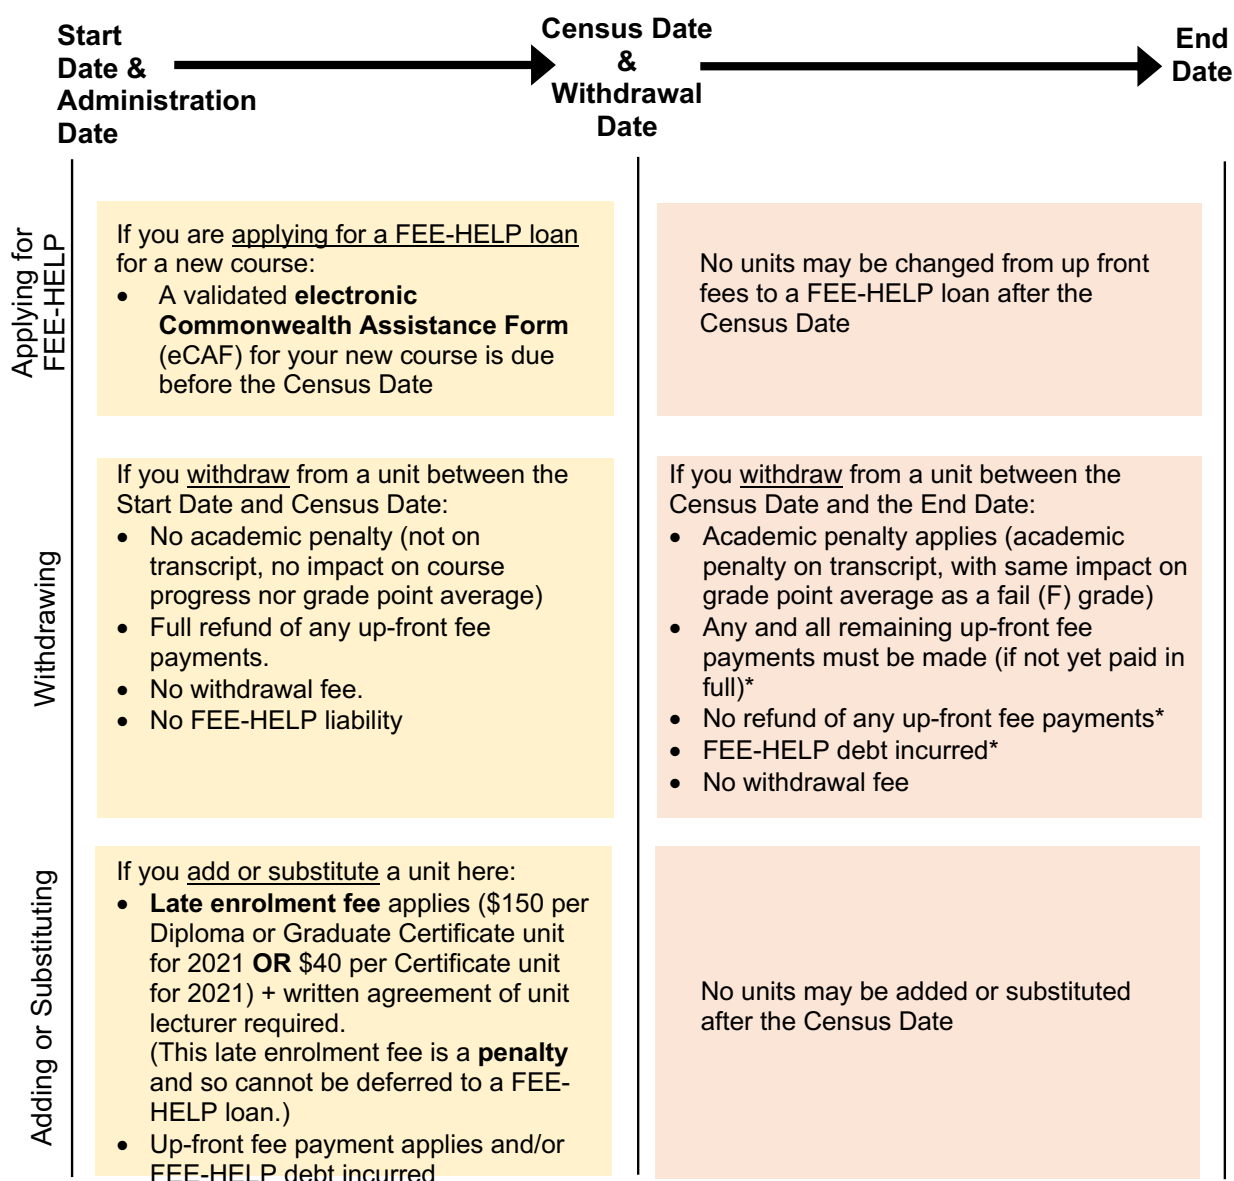 Start
Date &
Administration
Date
Census Date
&
Withdrawal
Date
End
Date
Applying for
FEE-HELP
If you are applying for a FEE-HELP loan
for a new course:
• A validated electronic
Commonwealth Assistance Form
(eCAF) for your new course is due
before the Census Date
No units may be changed from up front
fees to a FEE-HELP loan after the
Census Date
Withdrawing
If you withdraw from a unit between the
Start Date and Census Date:
• No academic penalty (not on
transcript, no impact on course
progress nor grade point average)
• Full refund of any up-front fee
payments.
• No withdrawal fee.
• No FEE-HELP liability
If you withdraw from a unit between the
Census Date and the End Date:
• Academic penalty applies (academic
penalty on transcript, with same impact on
grade point average as a fail (F) grade)
• Any and all remaining up-front fee
payments must be made (if not yet paid in
full)*
• No refund of any up-front fee payments*
• FEE-HELP debt incurred*
• No withdrawal fee
Adding or Substituting
If you add or substitute a unit here:
• Late enrolment fee applies ($150 per
Diploma or Graduate Certificate unit
for 2021 OR $40 per Certificate unit
for 2021) + written agreement of unit
lecturer required.
(This late enrolment fee is a penalty
and so cannot be deferred to a FEE-
HELP loan.)
• Up-front fee payment applies and/or
FEE-HELP debt incurred
No units may be added or substituted
after the Census Date